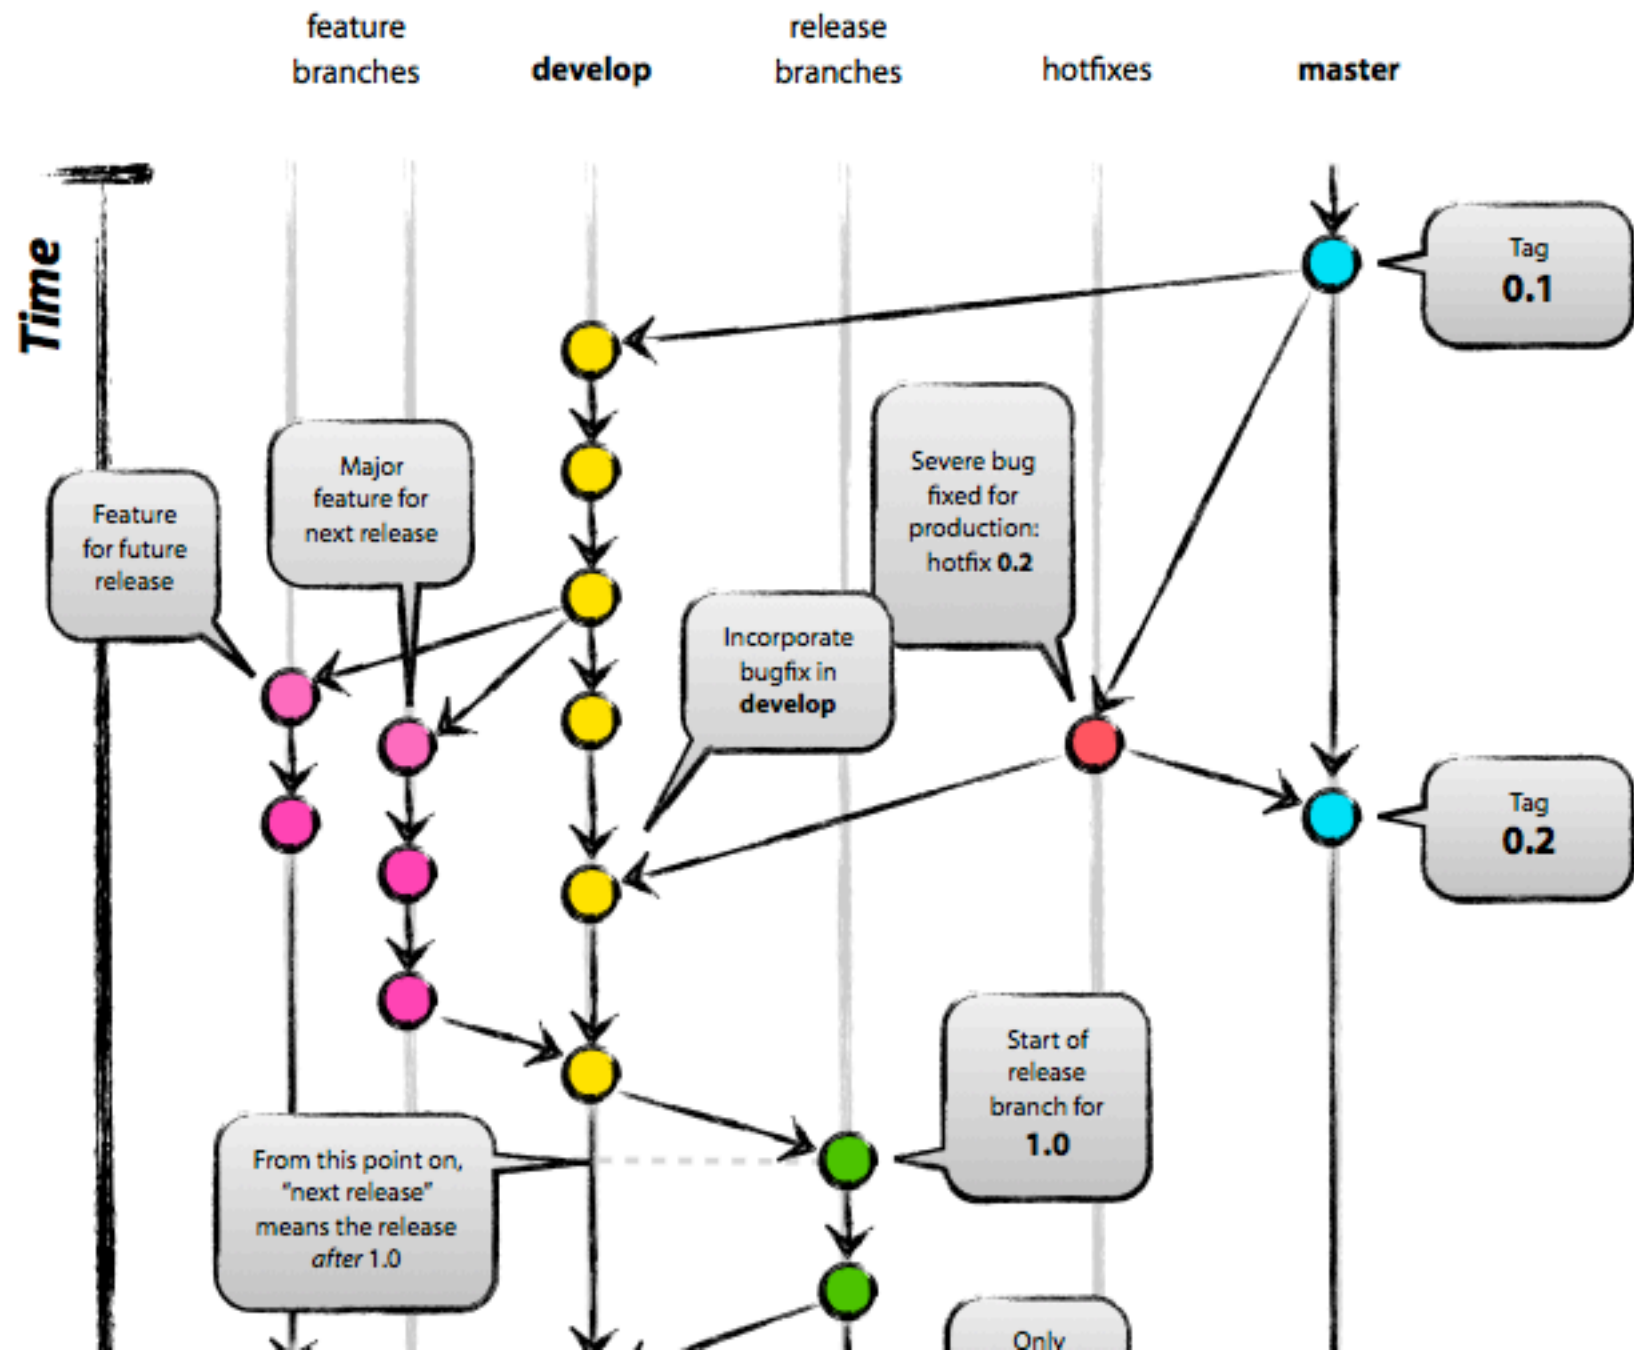 feature
branches
develop
release
branches
hotfixes
master
Time
Tag
0.1
Major
feature for
next release
Feature
for future
release
Severe bug
fixed for
production:
hotfix 0.2
Incorporate
bugfix in
develop
Tag
0.2
Start of
release
branch for
1.0
From this point on,
“next release”
means the release
after 1.0
Only